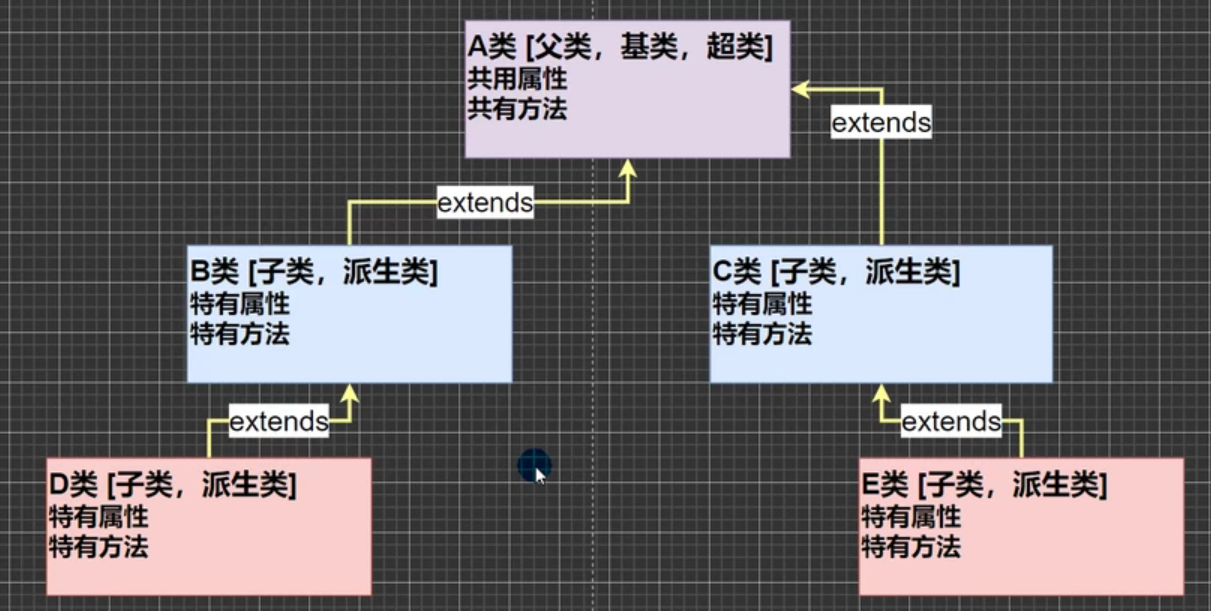 A类 [父类，基类，超类]
共用属性
共有方法
extends
extends
B类 [子类，派生类]
特有属性
特有方法
C类 [子类，派生类]
特有属性
特有方法
extends
extends
D类 [子类，派生类]
特有属性
特有方法
E类 [子类，派生类]
特有属性
特有方法